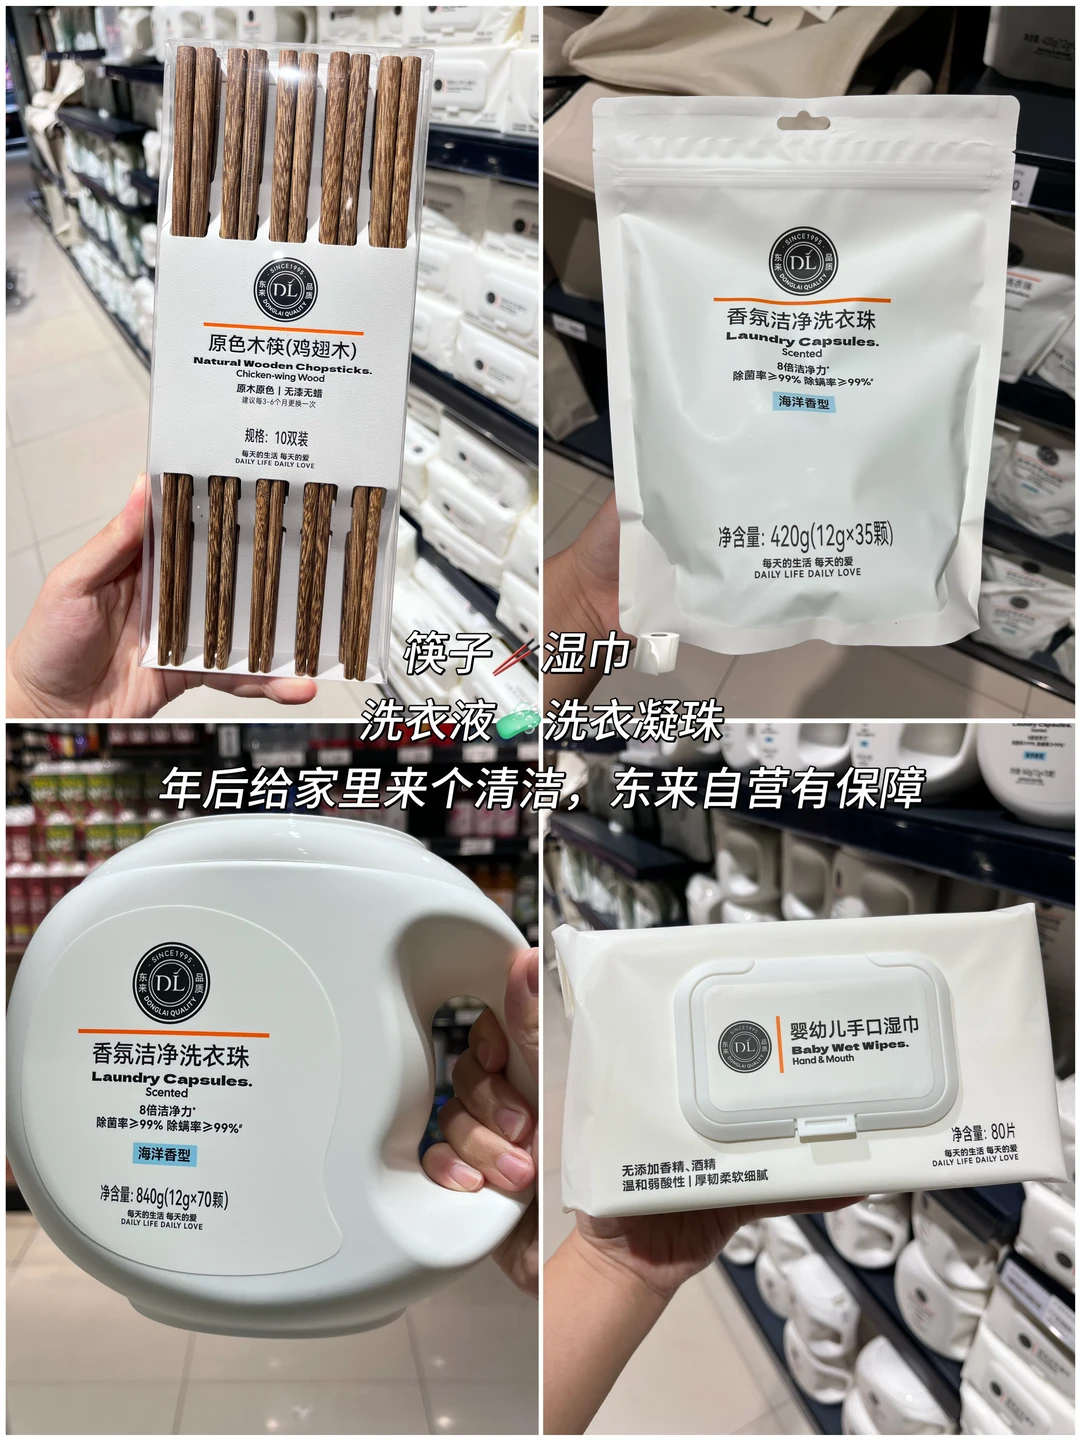 SINCE1995
东来 DL 品质
DONGLAI QUALITY
原色木筷(鸡翅木)
Natural Wooden Chopsticks.
Chicken-wing Wood
原木原色 | 无漆无蜡
建议每3-6个月更换一次
规格: 10双装
每天的生活 每天的爱
DAILY LIFE DAILY LOVE
SINCE1995
东来 DL 品质
DONGLAI QUALITY
香氛洁净洗衣珠
Laundry Capsules.
Scented
8倍洁净力*
除菌率≥99% 除螨率≥99%#
海洋香型
净含量: 420g(12g×35颗)
每天的生活 每天的爱
DAILY LIFE DAILY LOVE
筷子🥢湿巾🧻
洗衣液🧼洗衣凝珠
年后给家里来个清洁，东来自营有保障
SINCE1995
东来 DL 品质
DONGLAI QUALITY
香氛洁净洗衣珠
Laundry Capsules.
Scented
8倍洁净力*
除菌率≥99% 除螨率≥99%#
海洋香型
净含量: 840g(12g×70颗)
每天的生活 每天的爱
DAILY LIFE DAILY LOVE
SINCE1995
东来 DL 品质
DONGLAI QUALITY
婴幼儿手口湿巾
Baby Wet Wipes.
Hand & Mouth
无添加香精、酒精
温和弱酸性 | 厚韧柔软细腻
净含量: 80片
每天的生活 每天的爱
DAILY LIFE DAILY LOVE